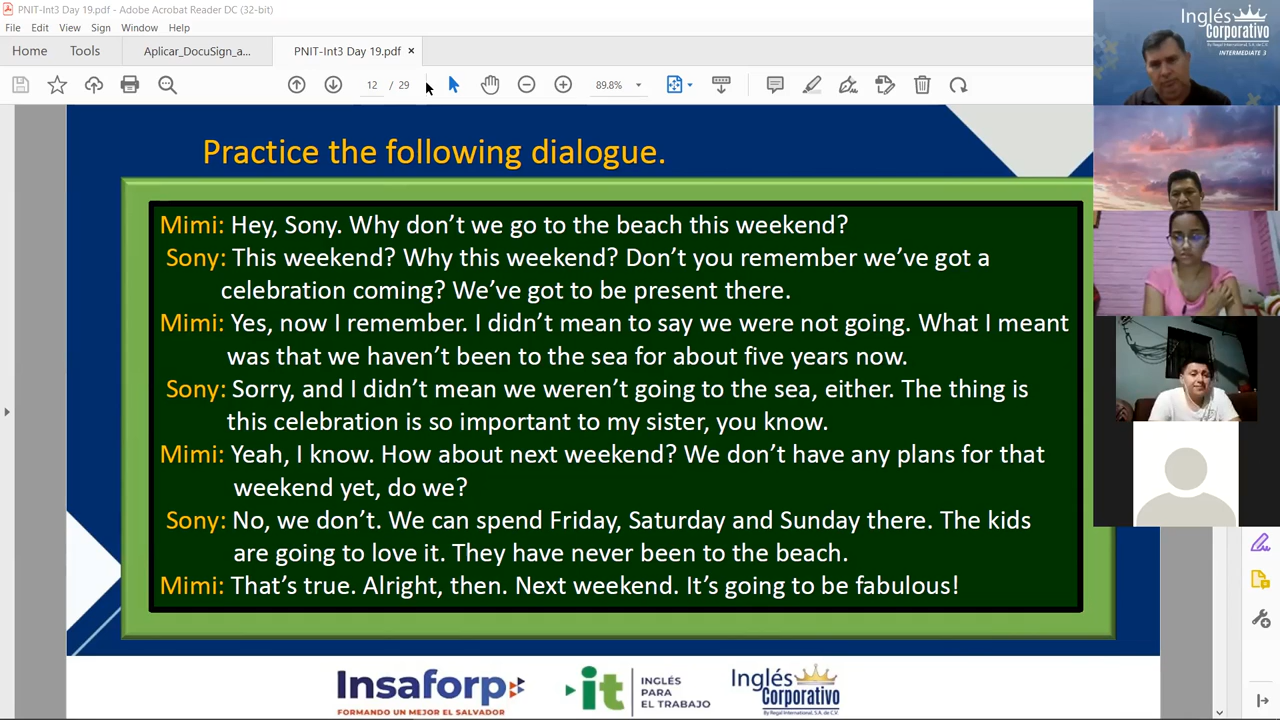 PNIT-Int3 Day 19.pdf - Adobe Acrobat Reader DC (32-bit)
File Edit View Sign Window Help
Home Tools Aplicar_DocuSign_a... PNIT-Int3 Day 19.pdf ×
12 / 29 89.8%
Inglés
Corporativo
By Regal International, S.A. de C.V.
INTERMEDIATE 3
Practice the following dialogue.
Mimi: Hey, Sony. Why don't we go to the beach this weekend?
Sony: This weekend? Why this weekend? Don't you remember we've got a
celebration coming? We've got to be present there.
Mimi: Yes, now I remember. I didn't mean to say we were not going. What I meant
was that we haven't been to the sea for about five years now.
Sony: Sorry, and I didn't mean we weren't going to the sea, either. The thing is
this celebration is so important to my sister, you know.
Mimi: Yeah, I know. How about next weekend? We don't have any plans for that
weekend yet, do we?
Sony: No, we don't. We can spend Friday, Saturday and Sunday there. The kids
are going to love it. They have never been to the beach.
Mimi: That's true. Alright, then. Next weekend. It's going to be fabulous!
Insaforp
FORMANDO UN MEJOR EL SALVADOR
it
INGLÉS
PARA
EL TRABAJO
Inglés
Corporativo
By Regal International, S.A. de C.V.